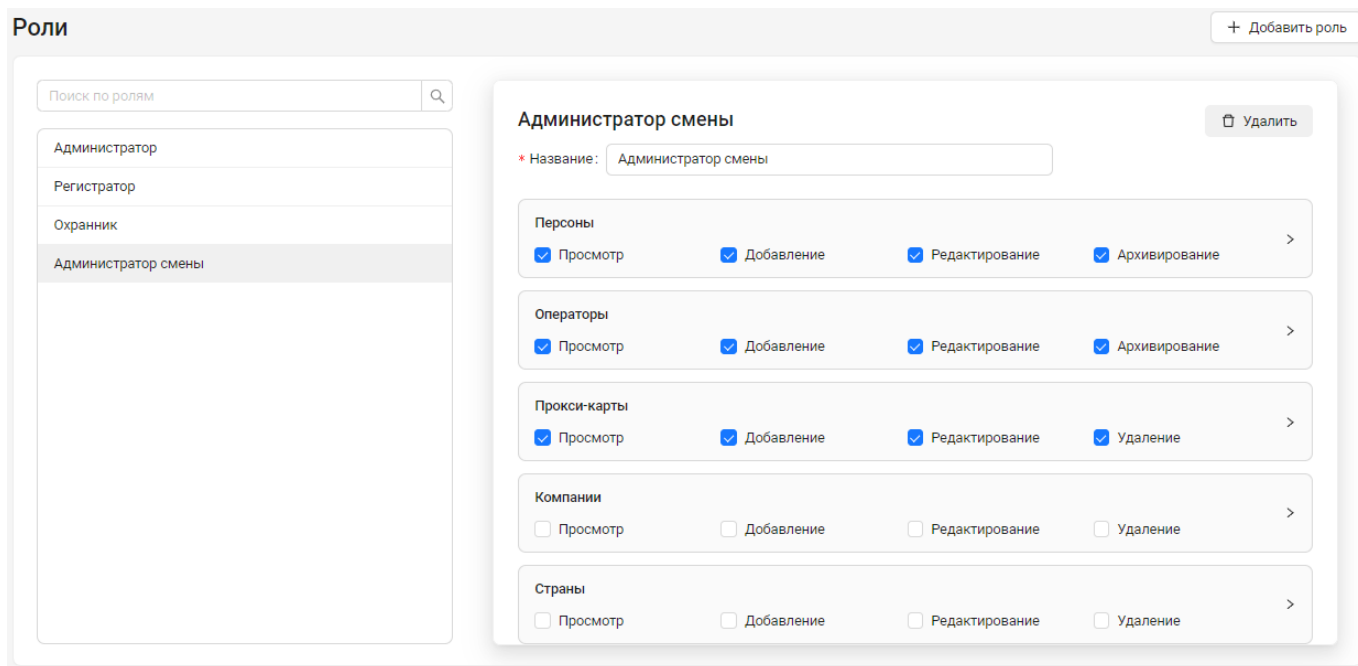 Роли
+ Добавить роль
Поиск по ролям
Администратор
Регистратор
Охранник
Администратор смены
Администратор смены
Удалить
* Название: Администратор смены
Персоны
Просмотр Добавление Редактирование Архивирование
Операторы
Просмотр Добавление Редактирование Архивирование
Прокси-карты
Просмотр Добавление Редактирование Удаление
Компании
Просмотр Добавление Редактирование Удаление
Страны
Просмотр Добавление Редактирование Удаление